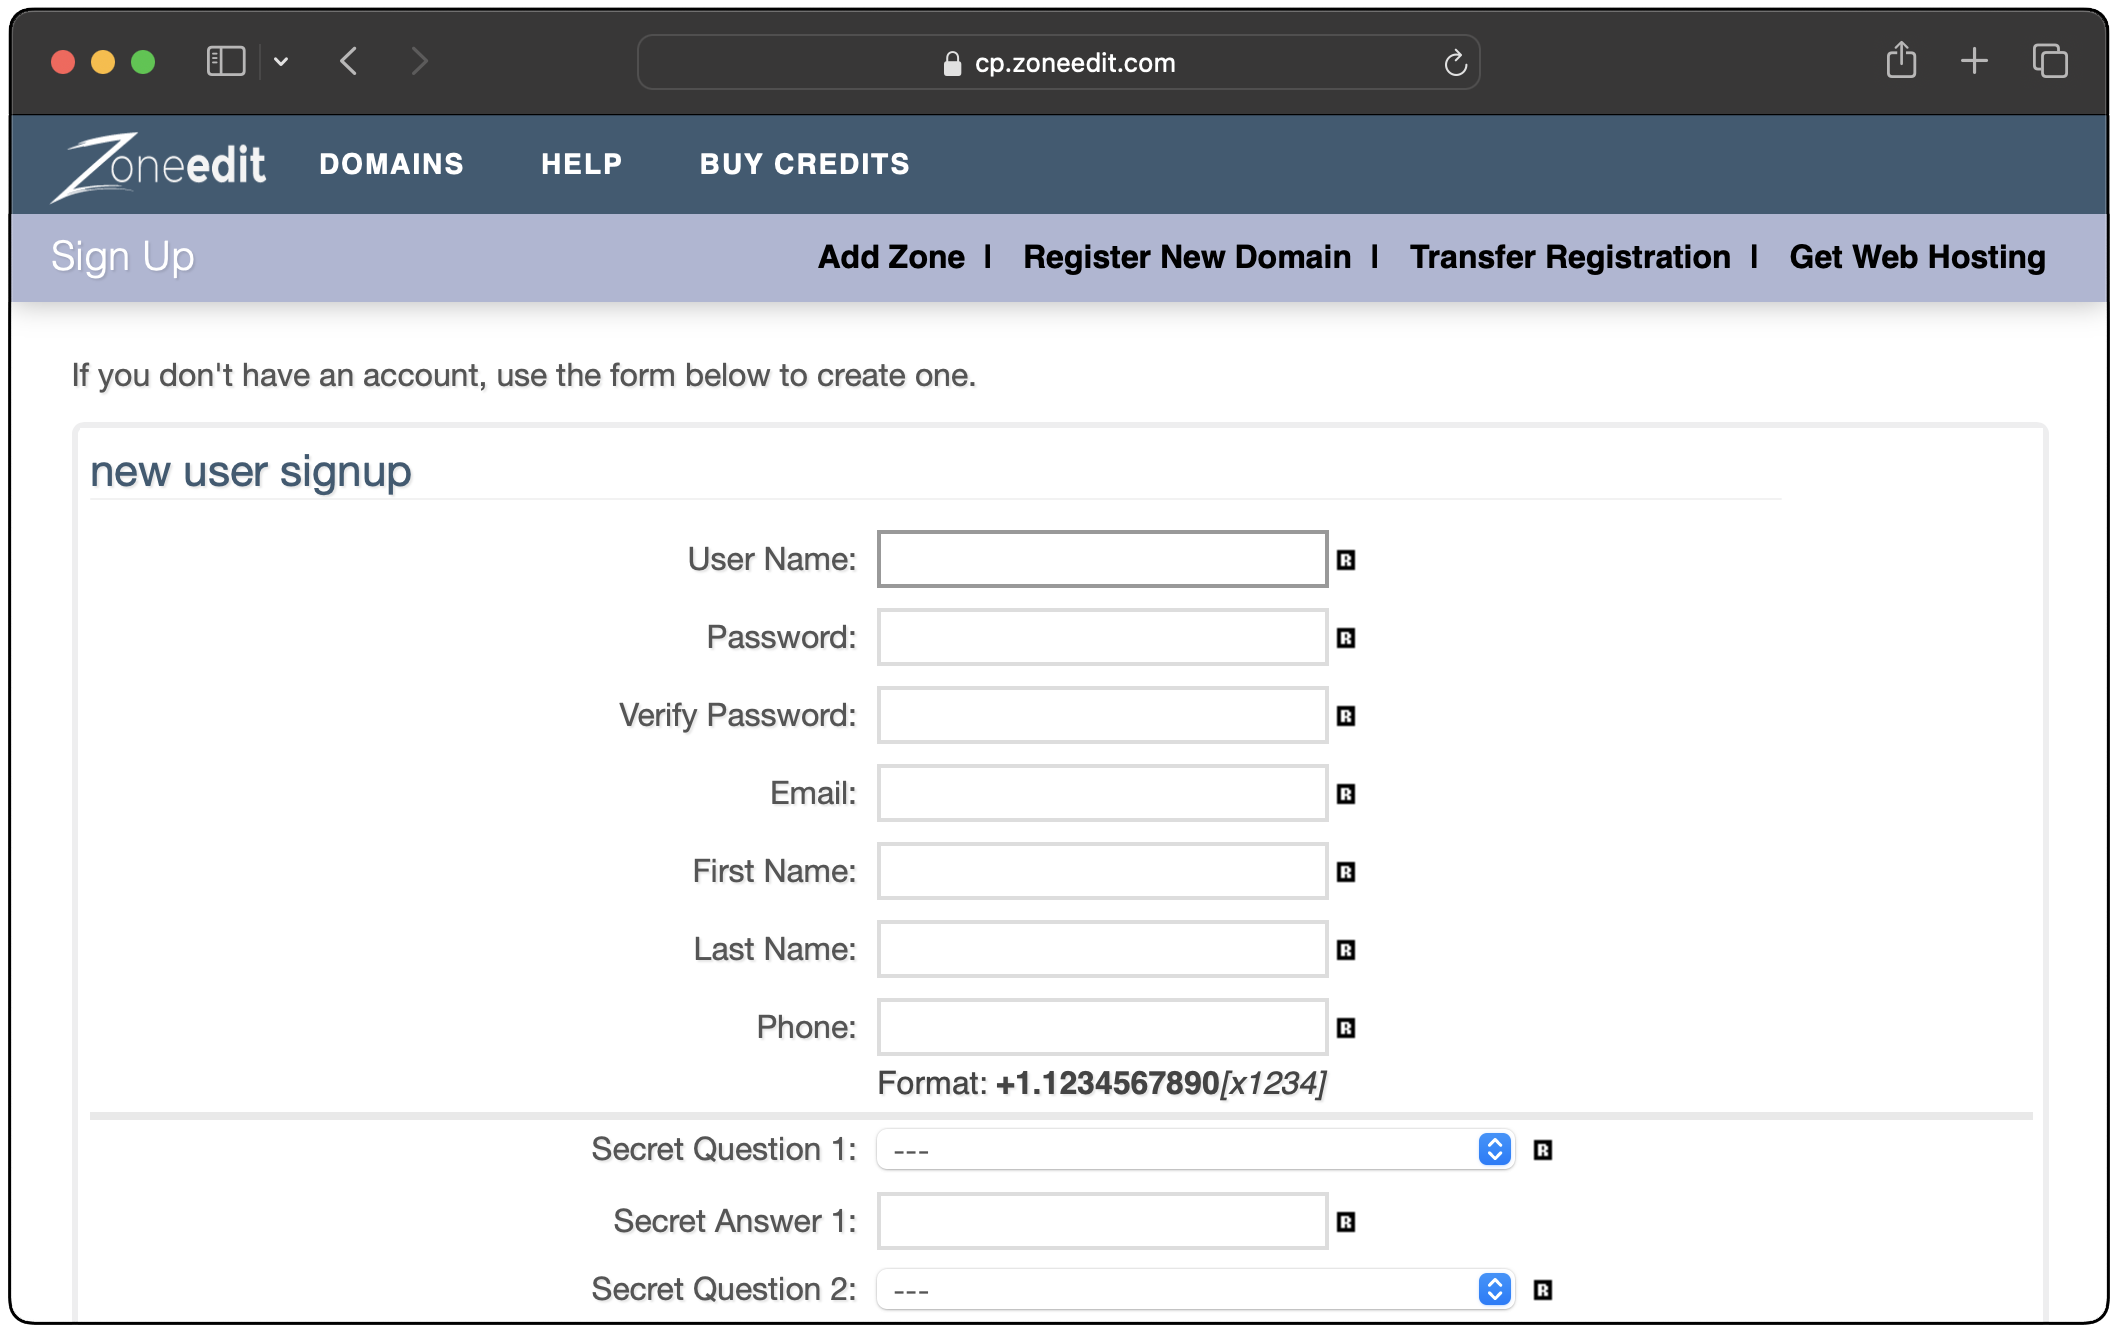 cp.zoneedit.com
Zoneedit DOMAINS HELP BUY CREDITS
Sign Up Add Zone | Register New Domain | Transfer Registration | Get Web Hosting
If you don't have an account, use the form below to create one.
new user signup
User Name: R
Password: R
Verify Password: R
Email: R
First Name: R
Last Name: R
Phone: R
Format: +1.1234567890[x1234]
Secret Question 1: --- R
Secret Answer 1: R
Secret Question 2: --- R